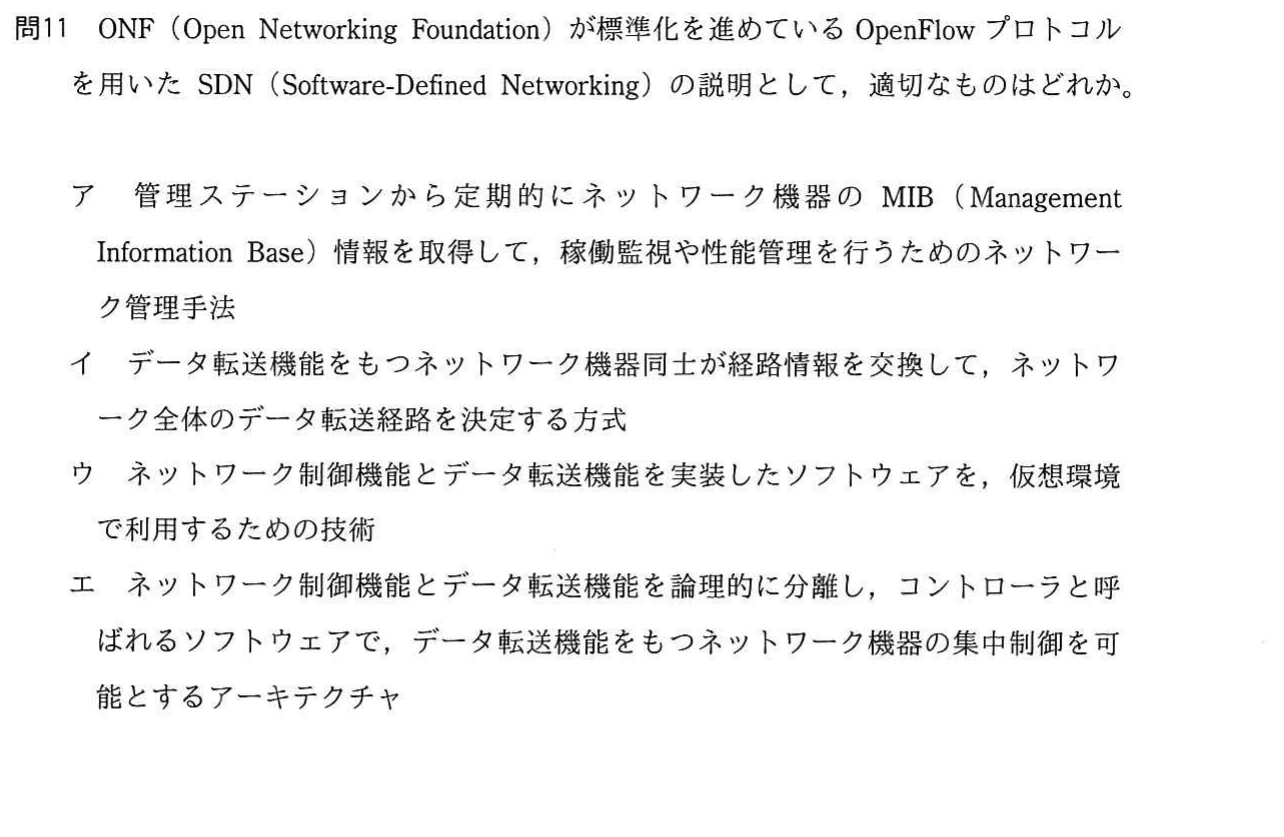 問11　ONF（Open Networking Foundation）が標準化を進めている OpenFlow プロトコル
を用いた SDN（Software-Defined Networking）の説明として，適切なものはどれか。
ア　管理ステーションから定期的にネットワーク機器の MIB（Management
Information Base）情報を取得して，稼働監視や性能管理を行うためのネットワー
ク管理手法
イ　データ転送機能をもつネットワーク機器同士が経路情報を交換して，ネットワ
ーク全体のデータ転送経路を決定する方式
ウ　ネットワーク制御機能とデータ転送機能を実装したソフトウェアを，仮想環境
で利用するための技術
エ　ネットワーク制御機能とデータ転送機能を論理的に分離し，コントローラと呼
ばれるソフトウェアで，データ転送機能をもつネットワーク機器の集中制御を可
能とするアーキテクチャ